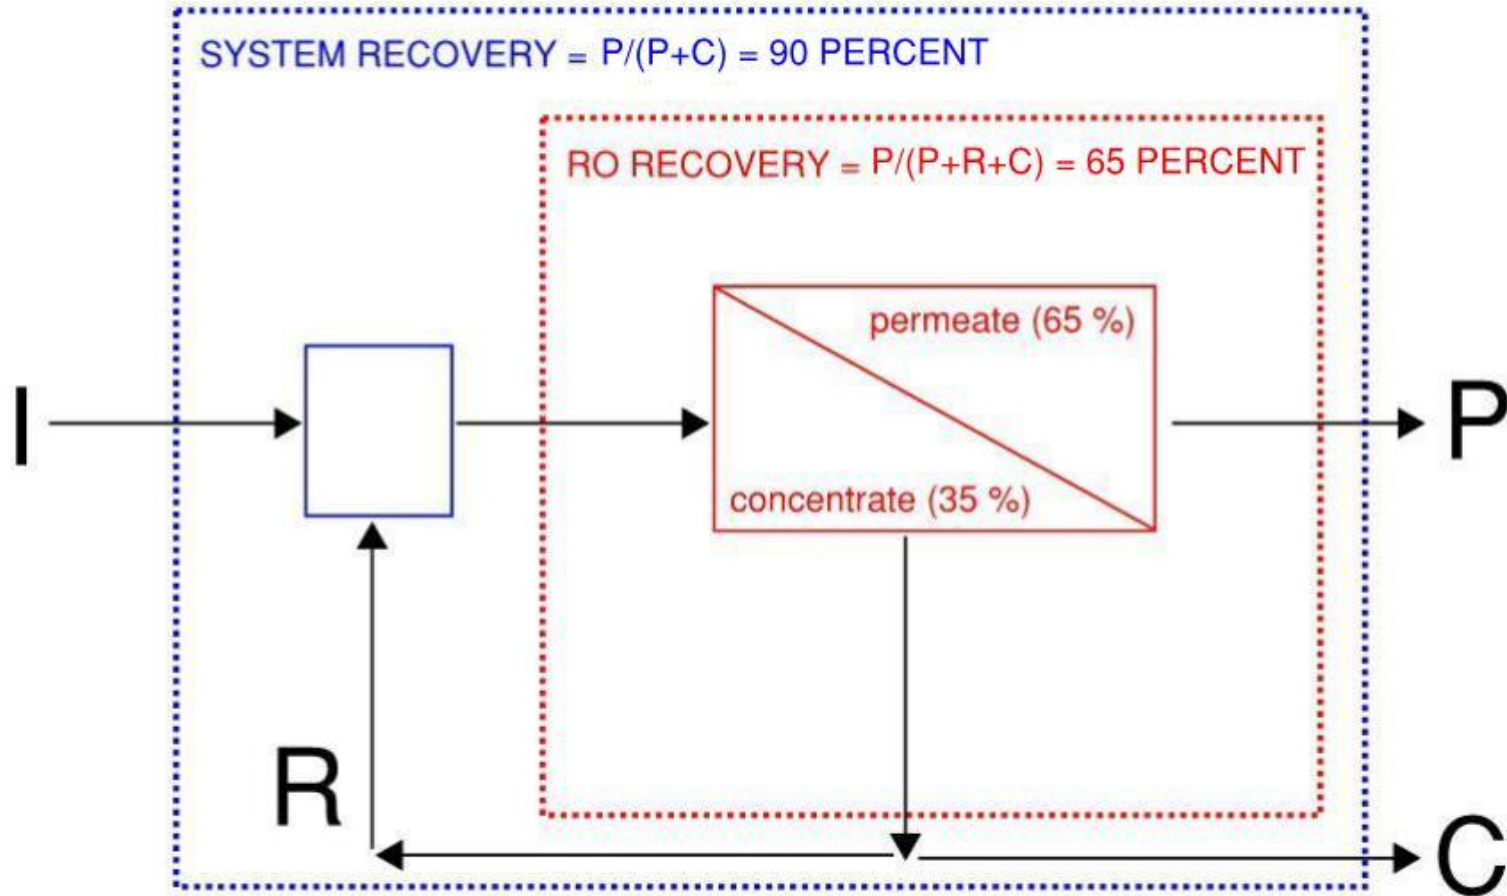 SYSTEM RECOVERY = P/(P+C) = 90 PERCENT
RO RECOVERY = P/(P+R+C) = 65 PERCENT
permeate (65 %)
I
P
concentrate (35 %)
R
C